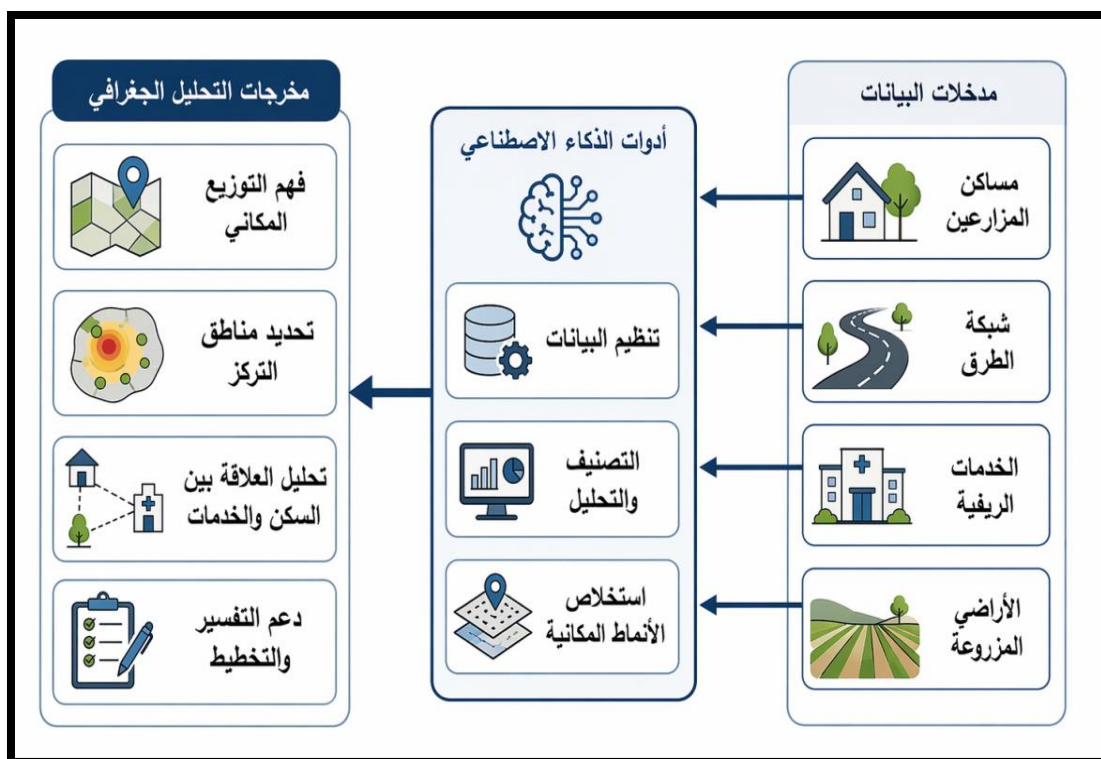 مدخلات البيانات
مساكن
المزارعين
شبكة
الطرق
الخدمات
الريفية
الأراضي
المزروعة
أدوات الذكاء الاصطناعي
تنظيم البيانات
التصنيف
والتحليل
استخلاص
الأنماط المكانية
مخرجات التحليل الجغرافي
فهم التوزيع
المكاني
تحديد مناطق
التركز
تحليل العلاقة بين
السكن والخدمات
دعم التفسير
والتخطيط